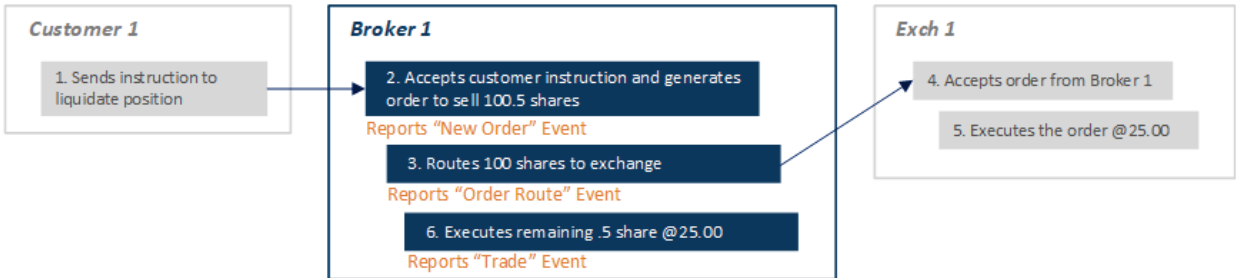 Customer 1
1. Sends instruction to
liquidate position
Broker 1
2. Accepts customer instruction and generates
order to sell 100.5 shares
Reports “New Order” Event
3. Routes 100 shares to exchange
Reports “Order Route” Event
6. Executes remaining .5 share @25.00
Reports “Trade” Event
Exch 1
4. Accepts order from Broker 1
5. Executes the order @25.00